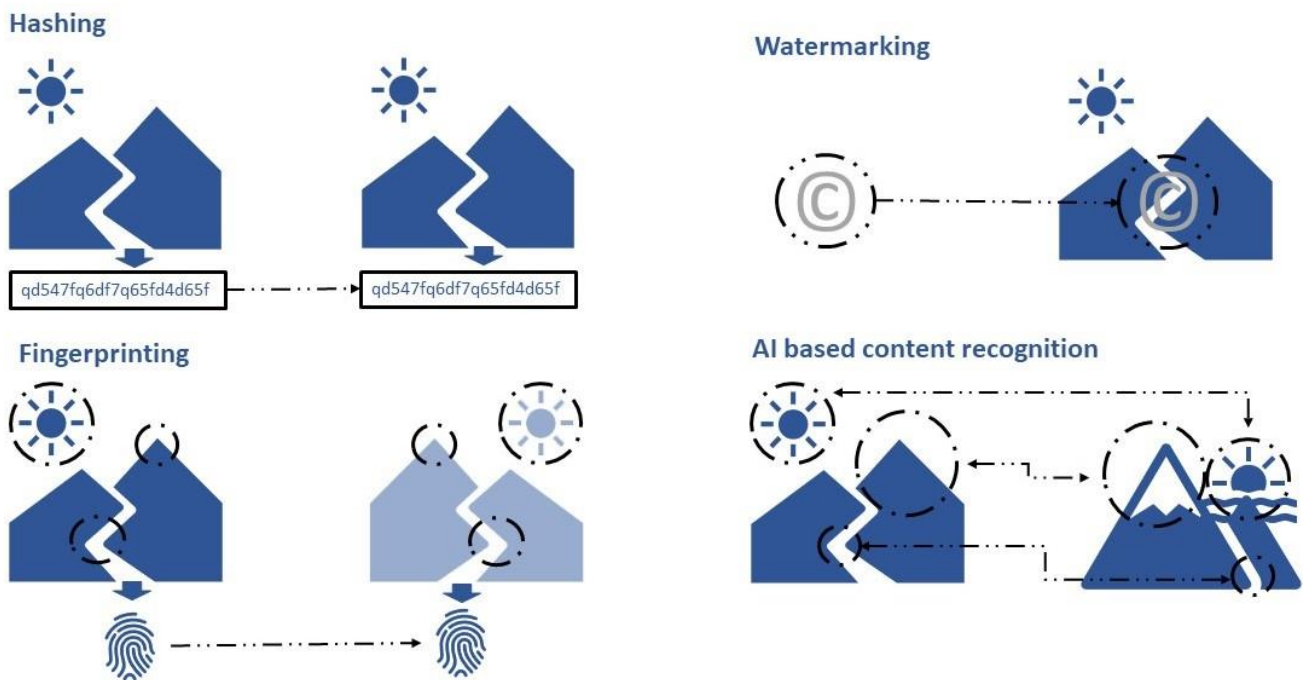 Hashing
Watermarking
©
©
qd547fq6df7q65fd4d65f
qd547fq6df7q65fd4d65f
Fingerprinting
AI based content recognition